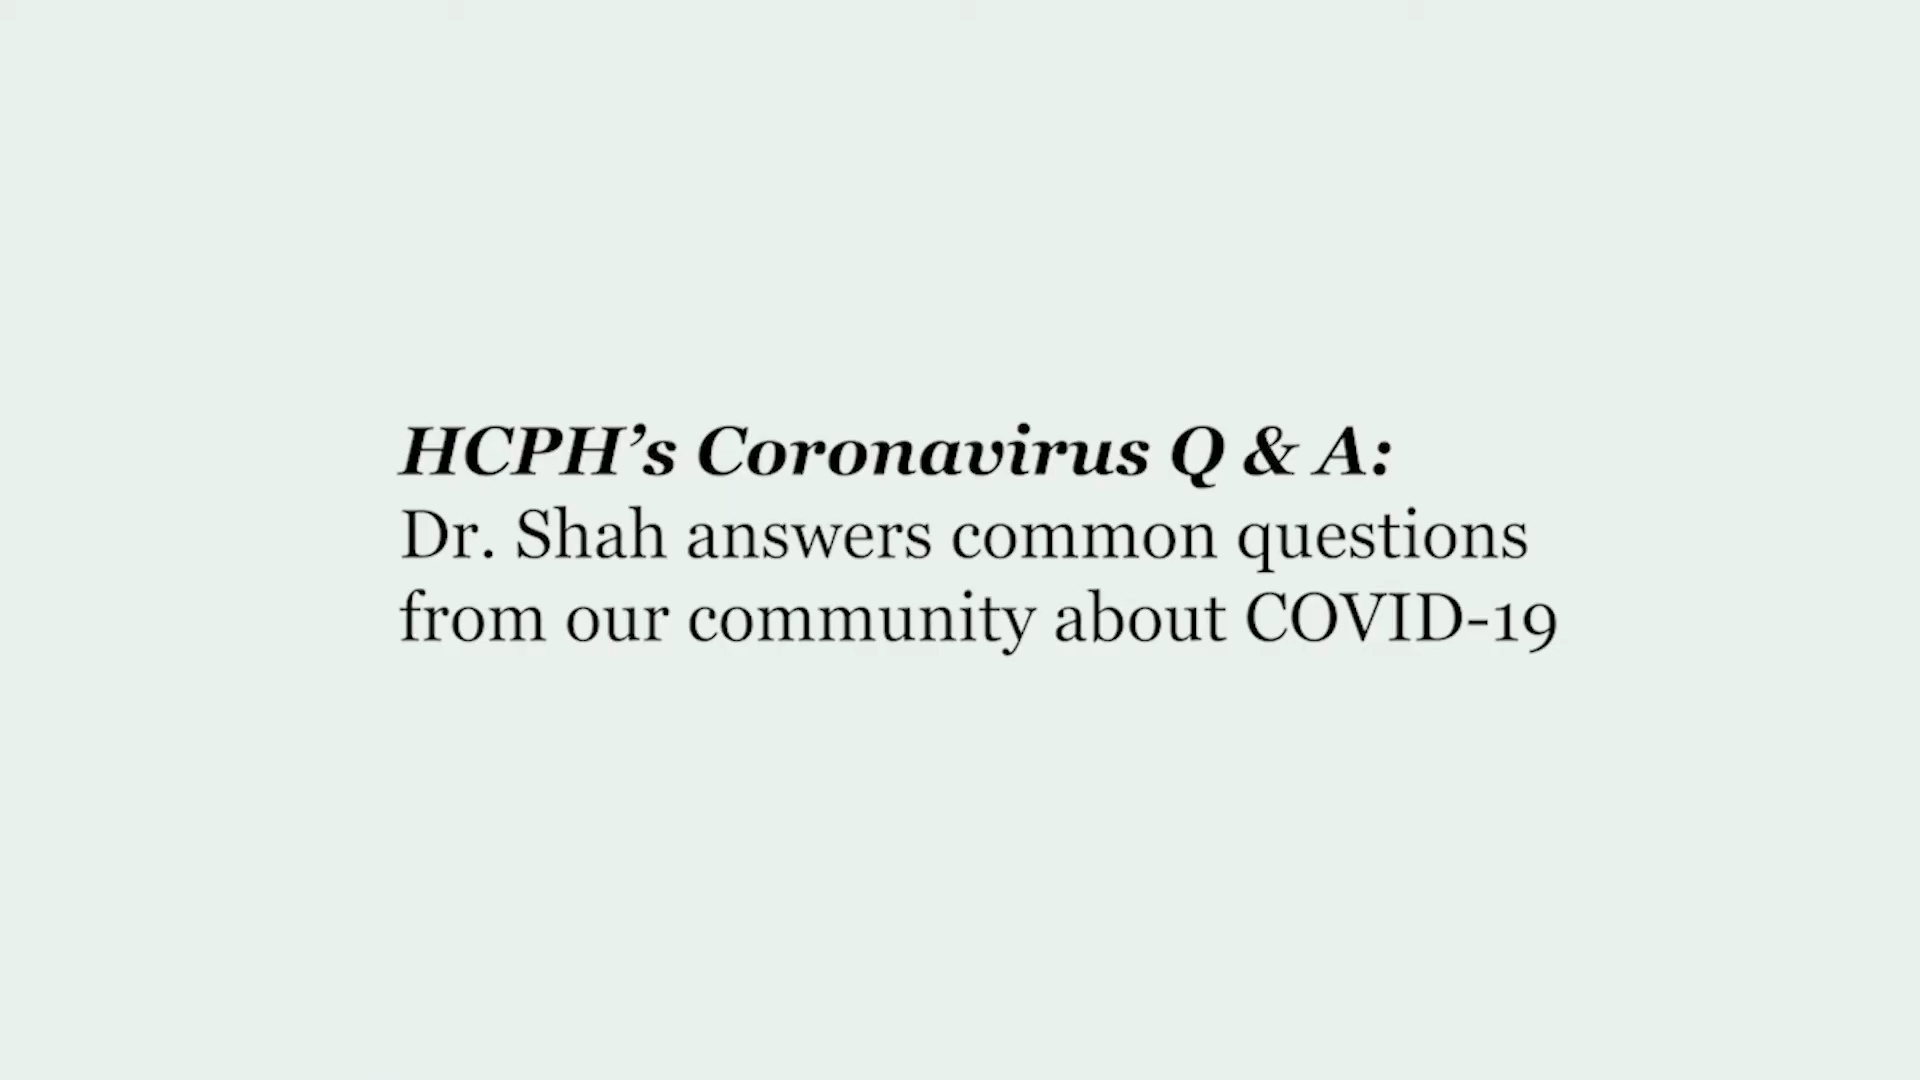 HCPH’s Coronavirus Q & A:
Dr. Shah answers common questions
from our community about COVID-19